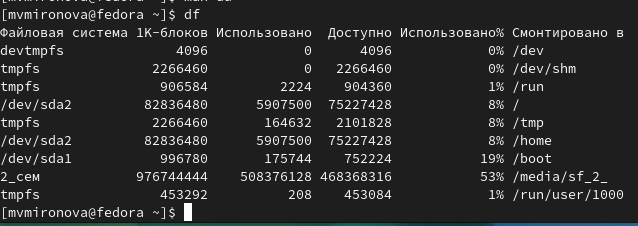 [mvmironova@fedora ~]$ df
Файловая система 1K-блоков Использовано  Доступно Использовано% Cмонтировано в
devtmpfs              4096            0      4096            0% /dev
tmpfs              2266460            0   2266460            0% /dev/shm
tmpfs               906584         2224    904360            1% /run
/dev/sda2         82836480      5907500  75227428            8% /
tmpfs              2266460       164632   2101828            8% /tmp
/dev/sda2         82836480      5907500  75227428            8% /home
/dev/sda1           996780       175744    752224           19% /boot
2_сем            976744444    508376128 468368316           53% /media/sf_2_
tmpfs               453292          208    453084            1% /run/user/1000
[mvmironova@fedora ~]$